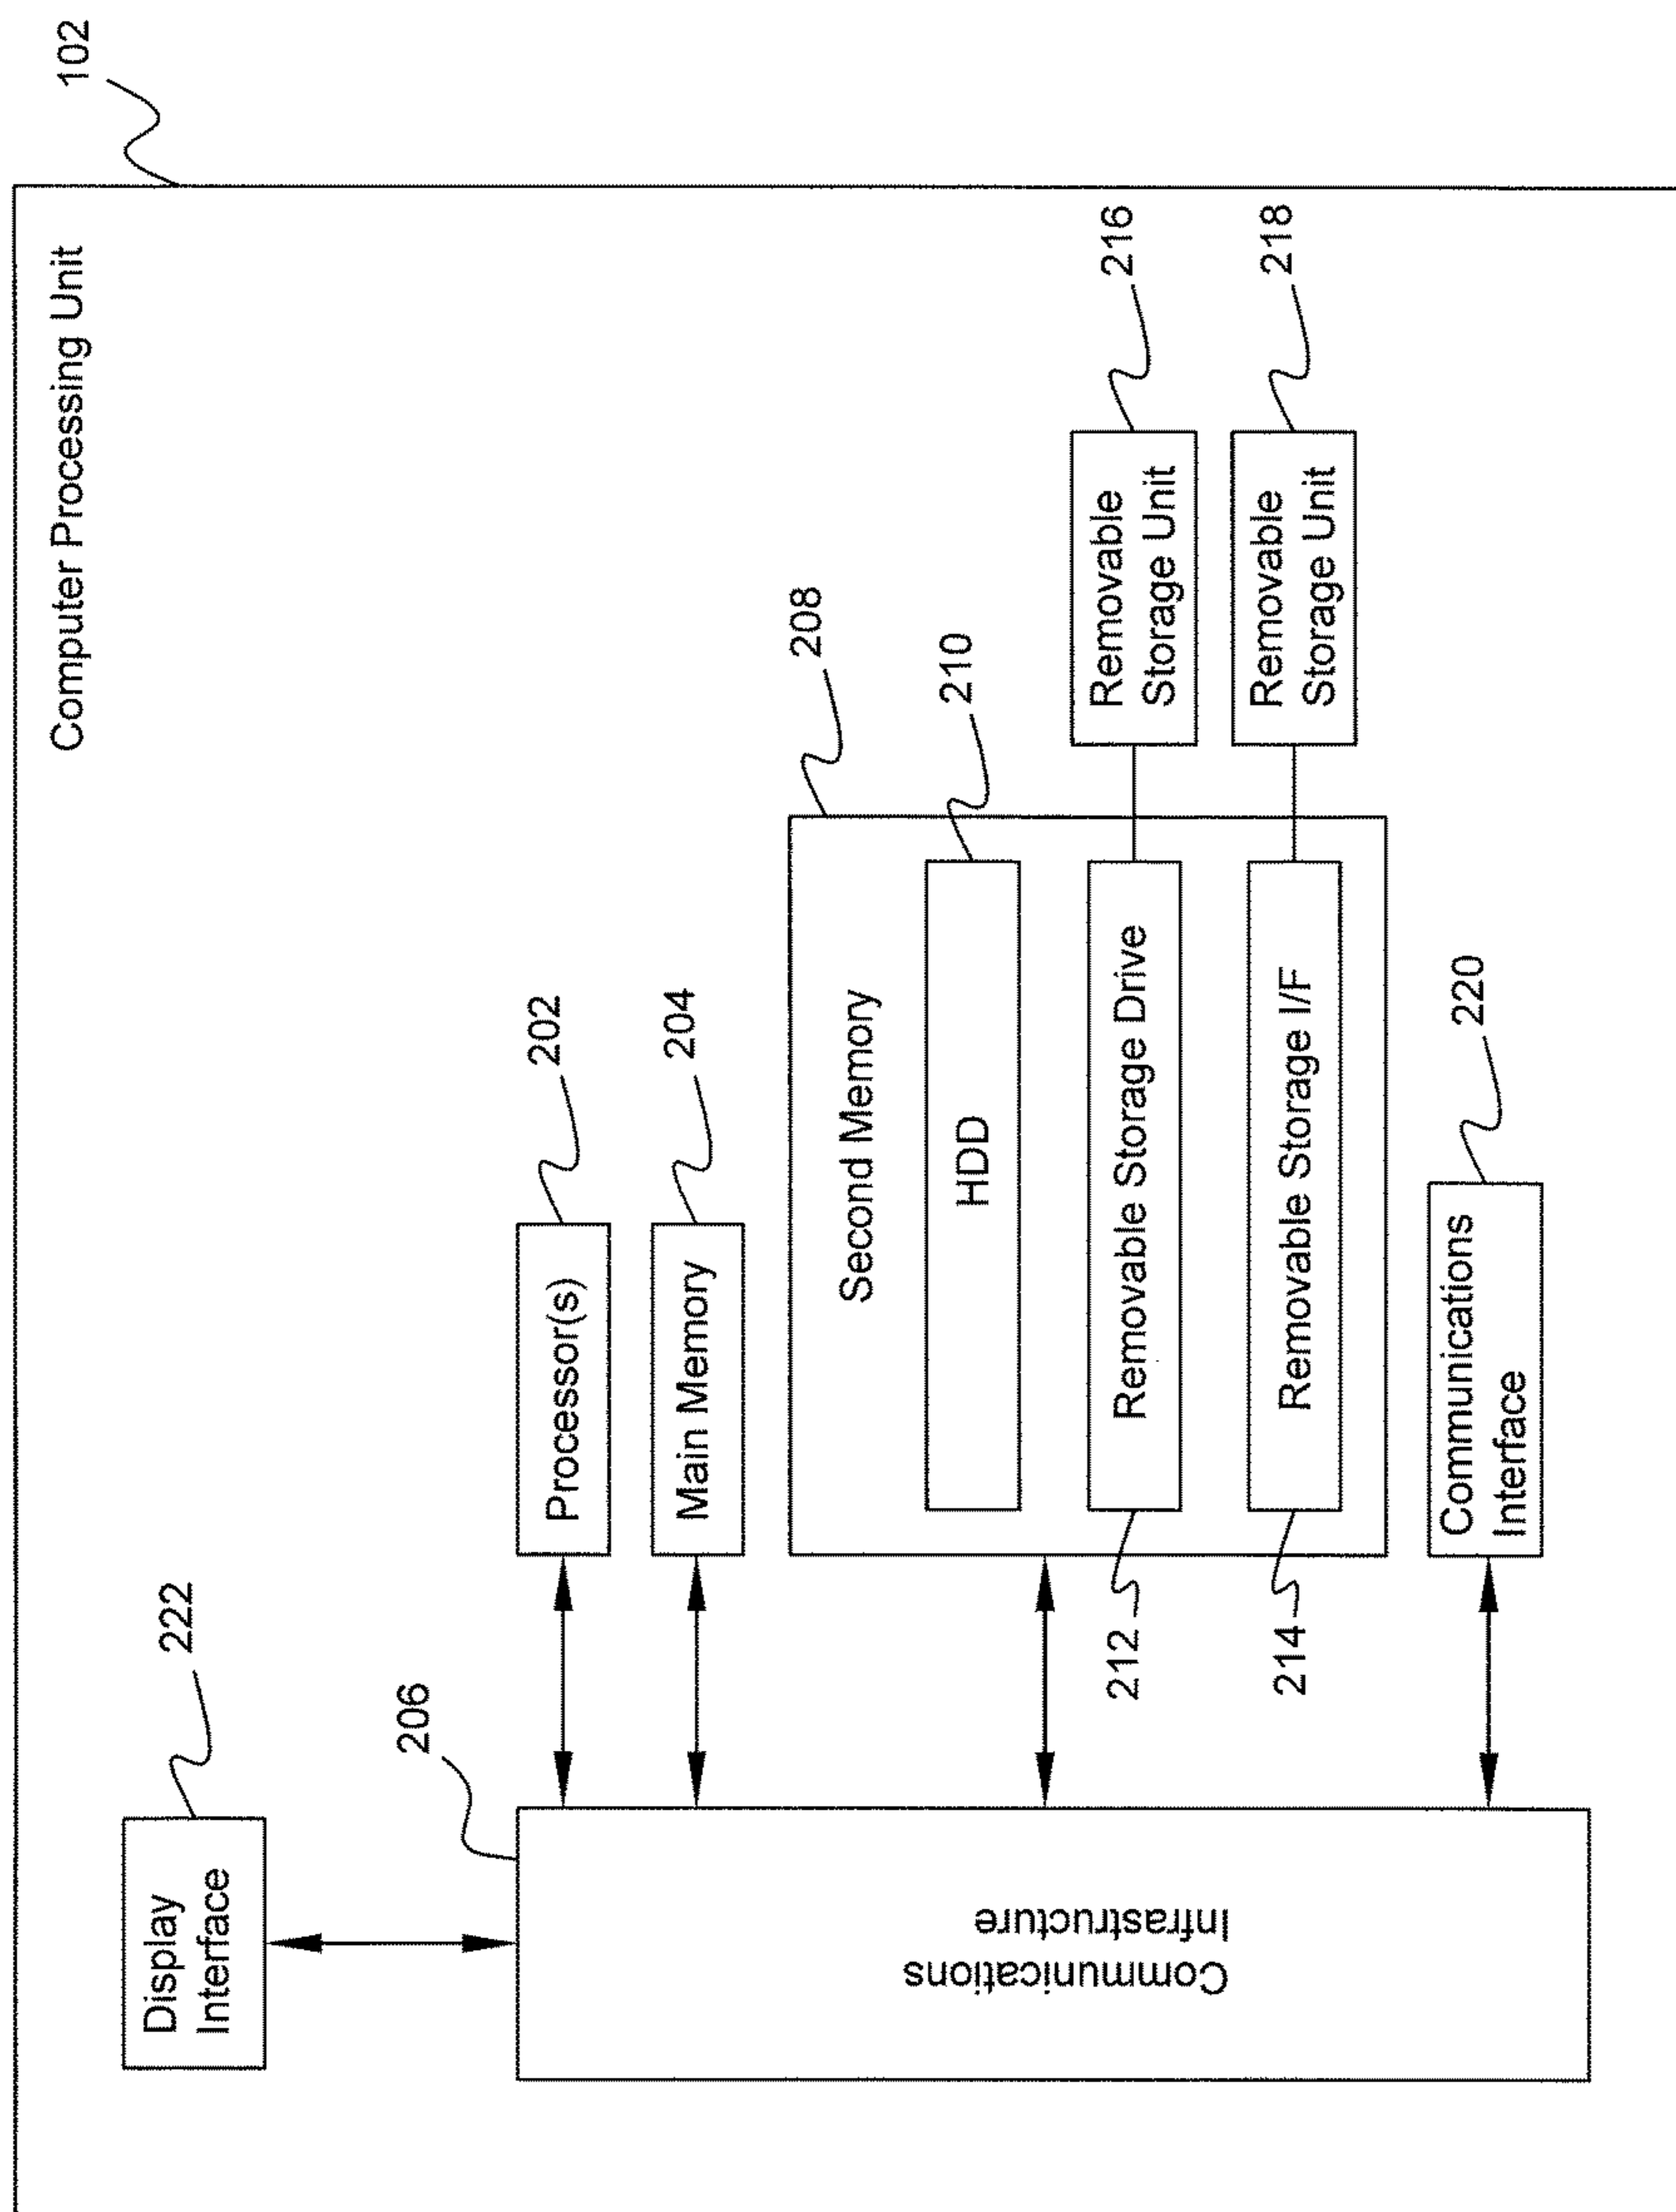 Computer Processing Unit
102
Display
Interface
222
206
Communications
Infrastructure
Processor(s)
202
Main Memory
204
Second Memory
208
HDD
210
Removable Storage Drive
212
Removable
Storage Unit
216
Removable Storage I/F
214
Removable
Storage Unit
218
Communications
Interface
220